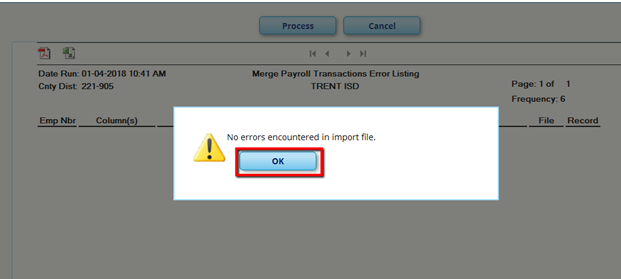 Process Cancel
Date Run: 01-04-2018 10:41 AM Merge Payroll Transactions Error Listing
Cnty Dist: 221-905 TRENT ISD Page: 1 of 1
Frequency: 6
Emp Nbr Column(s) File Record
No errors encountered in import file.
OK